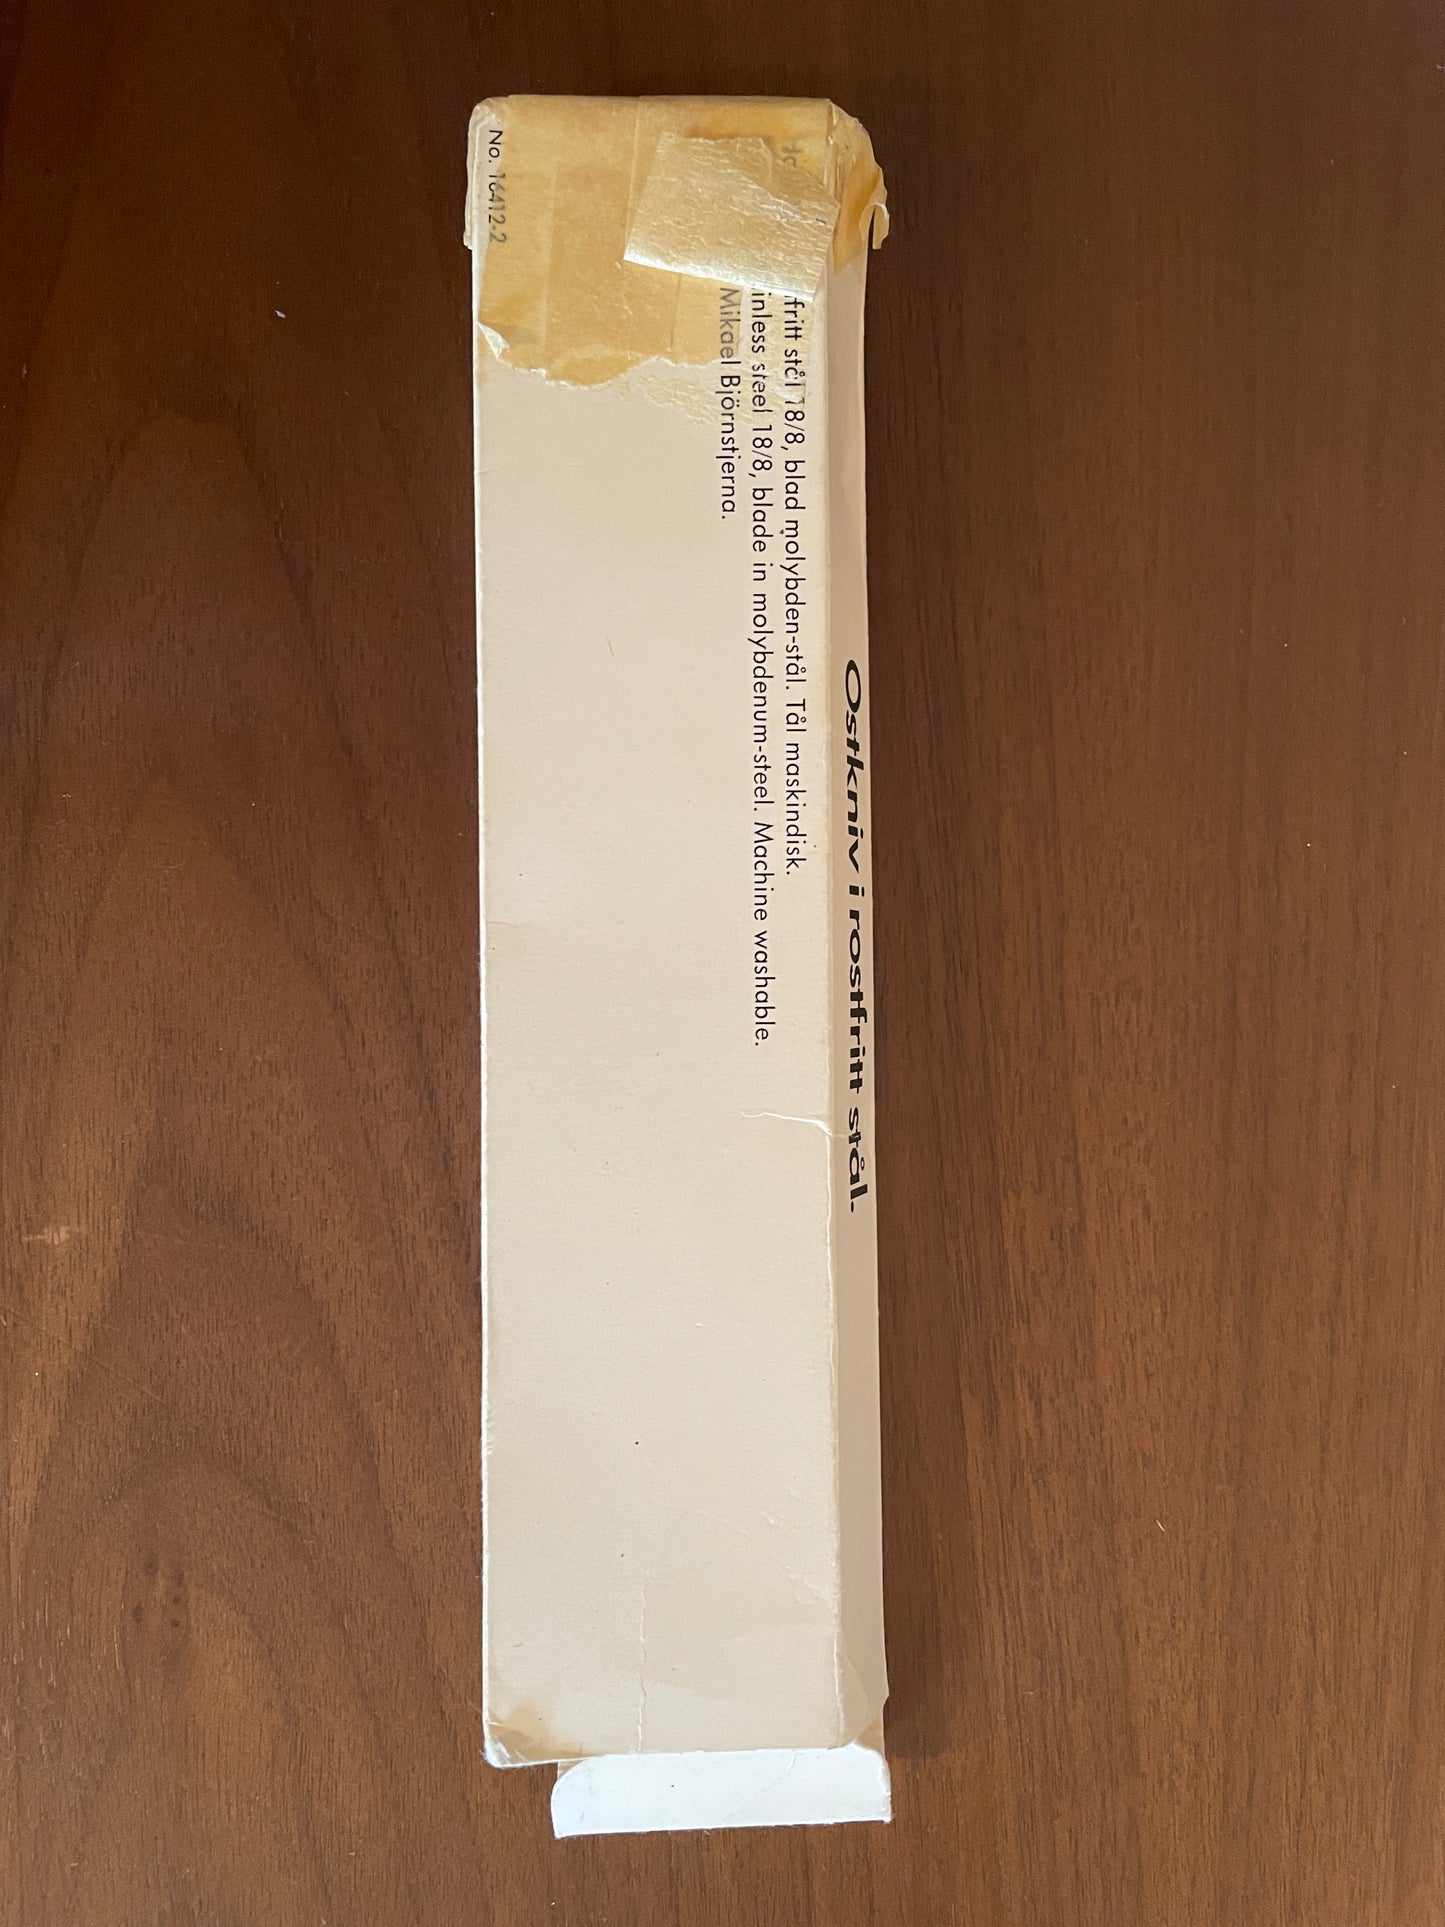 Ostkniv i rostfritt stål.
fritt stål 18/8, blad molybden-stål. Tål maskindisk.
inless steel 18/8, blade in molybdenum-steel. Machine washable.
Mikael Björnstjerna.
No. 16412-2